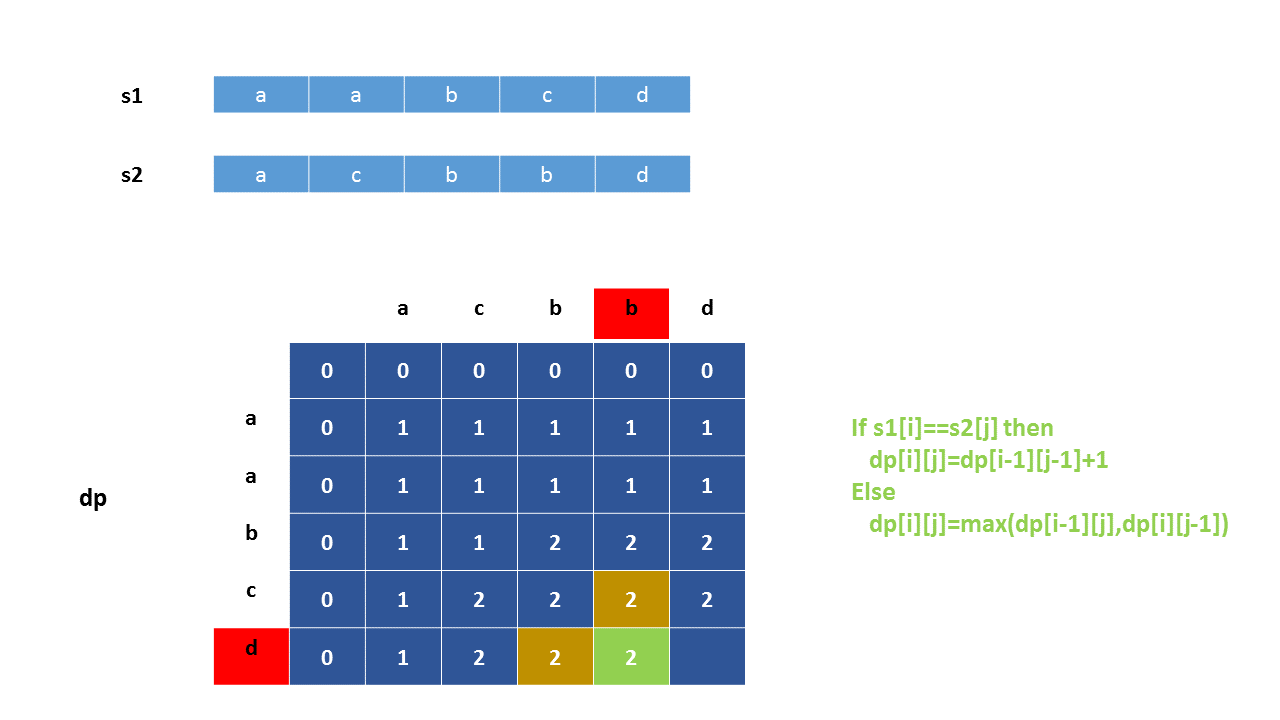 s1 a a b c d
s2 a c b b d
a c b b d
0 0 0 0 0 0
a 0 1 1 1 1 1
a 0 1 1 1 1 1
dp
b 0 1 1 2 2 2
c 0 1 2 2 2 2
d 0 1 2 2 2
If s1[i]==s2[j] then
dp[i][j]=dp[i-1][j-1]+1
Else
dp[i][j]=max(dp[i-1][j],dp[i][j-1])